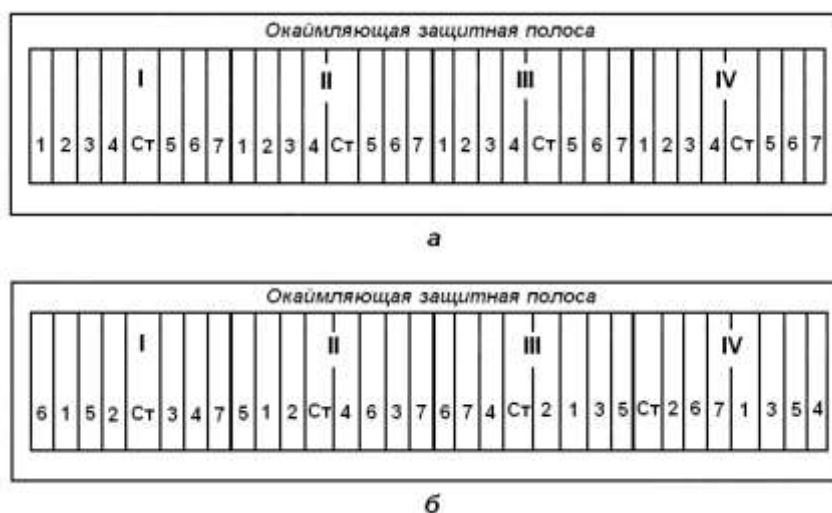 Окаймляющая защитная полоса
I II III IV
1 2 3 4 Ст 5 6 7 1 2 3 4 Ст 5 6 7 1 2 3 4 Ст 5 6 7 1 2 3 4 Ст 5 6 7
а
Окаймляющая защитная полоса
I II III IV
6 1 5 2 Ст 3 4 7 5 1 2 Ст 4 6 3 7 6 7 4 Ст 2 1 3 5 Ст 2 6 7 1 3 5 4
б